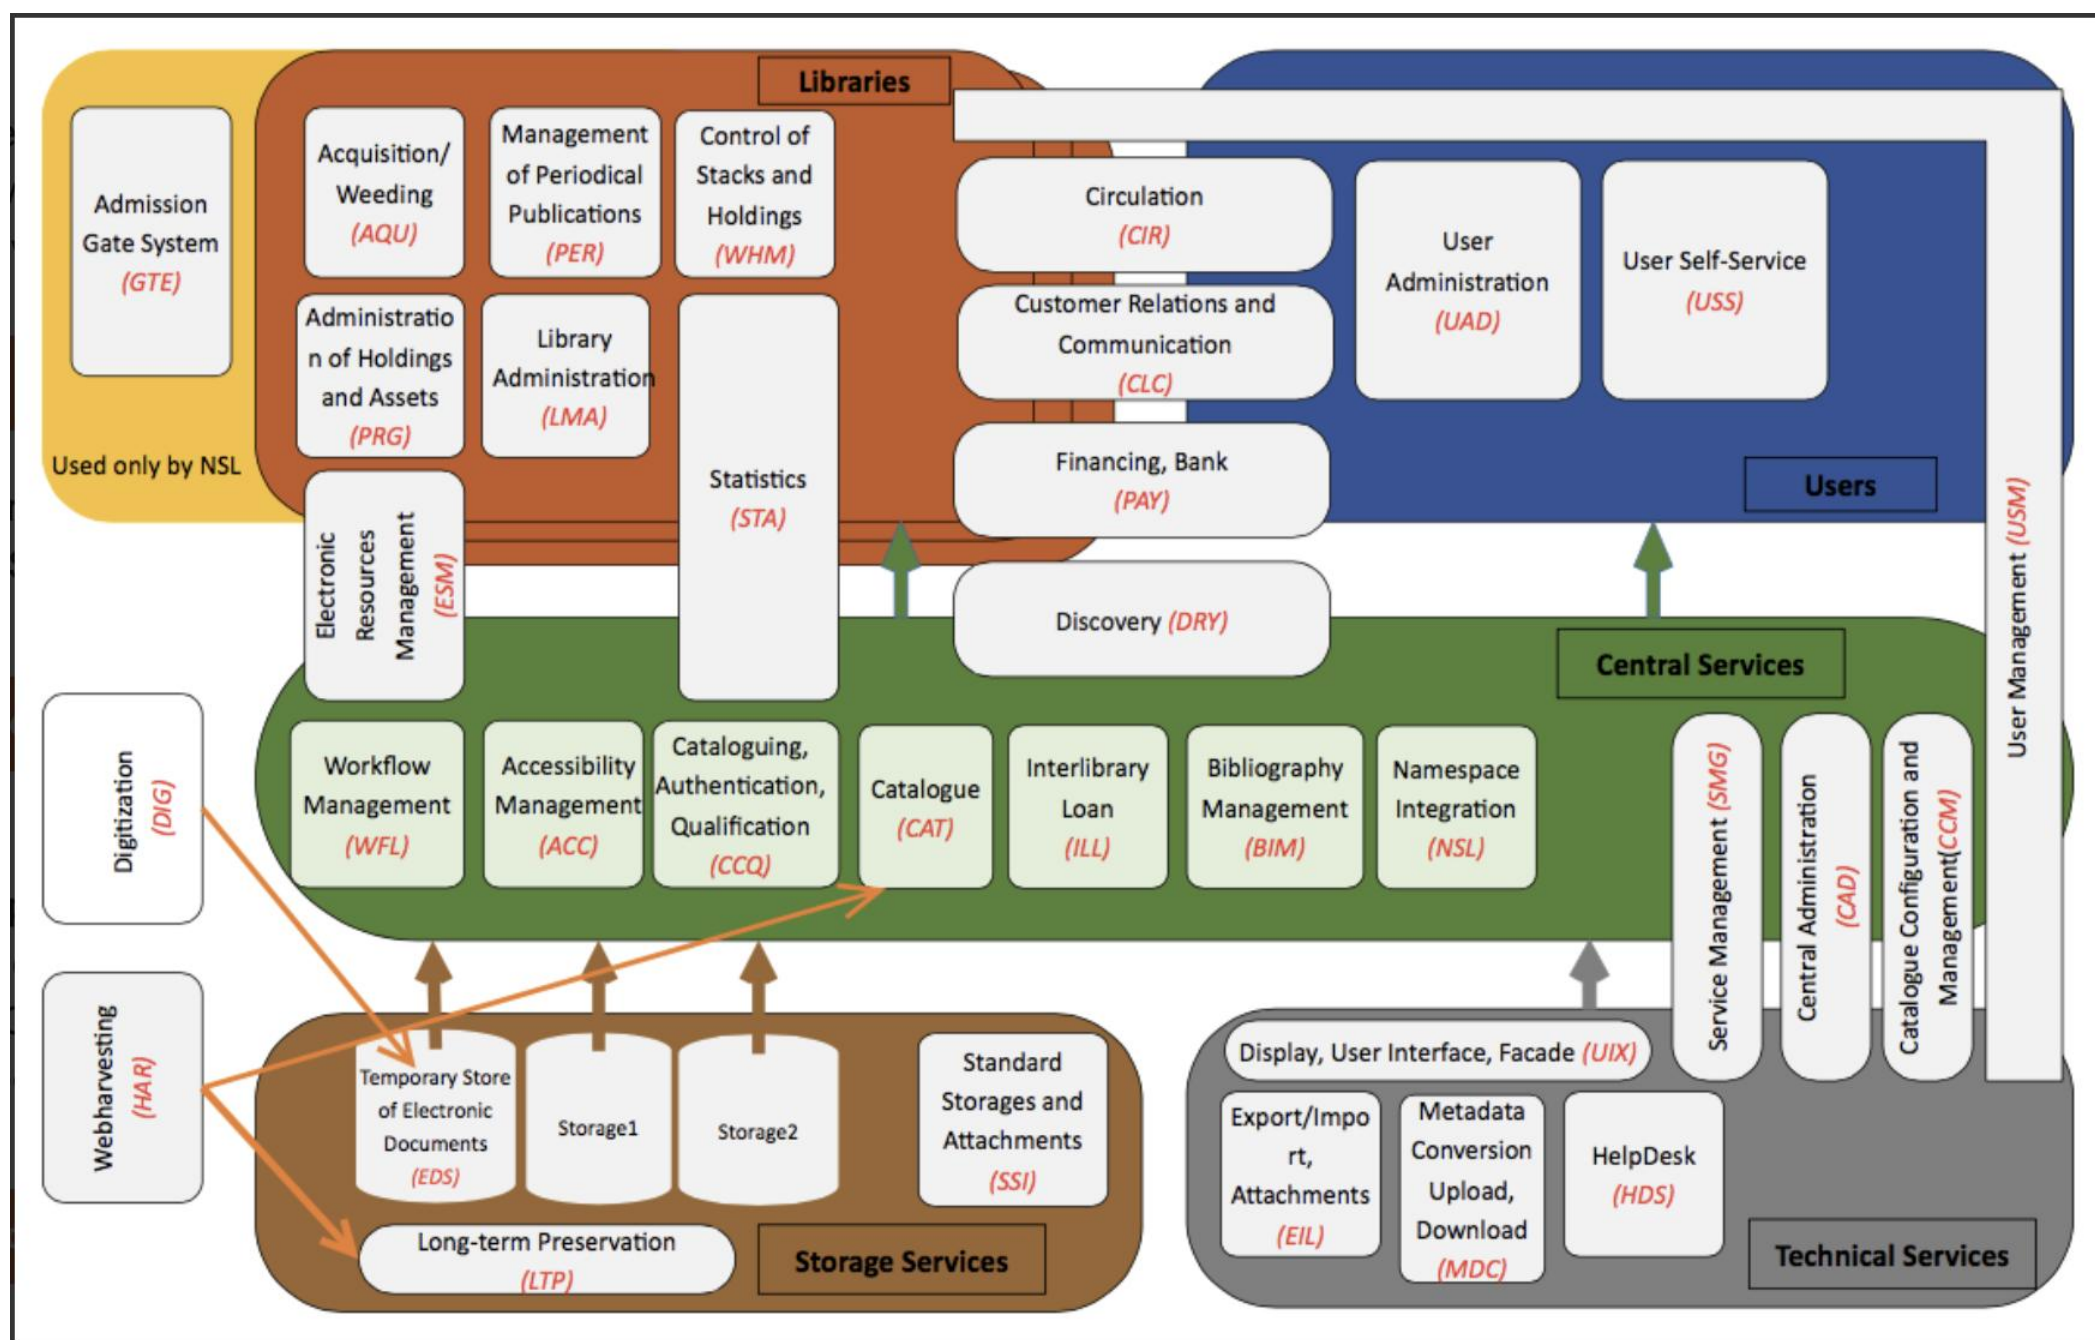 Libraries
Admission
Gate System
(GTE)
Used only by NSL
Acquisition/
Weeding
(AQU)
Management
of Periodical
Publications
(PER)
Control of
Stacks and
Holdings
(WHM)
Administratio
n of Holdings
and Assets
(PRG)
Library
Administration
(LMA)
Statistics
(STA)
Electronic
Resources
Management
(ESM)
Circulation
(CIR)
Customer Relations and
Communication
(CLC)
Financing, Bank
(PAY)
Discovery (DRY)
User
Administration
(UAD)
User Self-Service
(USS)
Users
User Management (USM)
Central Services
Digitization
(DIG)
Workflow
Management
(WFL)
Accessibility
Management
(ACC)
Cataloguing,
Authentication,
Qualification
(CCQ)
Catalogue
(CAT)
Interlibrary
Loan
(ILL)
Bibliography
Management
(BIM)
Namespace
Integration
(NSL)
Service Management (SMG)
Central Administration
(CAD)
Catalogue Configuration and
Management(CCM)
Webharvesting
(HAR)
Temporary Store
of Electronic
Documents
(EDS)
Storage1
Storage2
Standard
Storages and
Attachments
(SSI)
Long-term Preservation
(LTP)
Storage Services
Display, User Interface, Facade (UIX)
Export/Impo
rt,
Attachments
(EIL)
Metadata
Conversion
Upload,
Download
(MDC)
HelpDesk
(HDS)
Technical Services